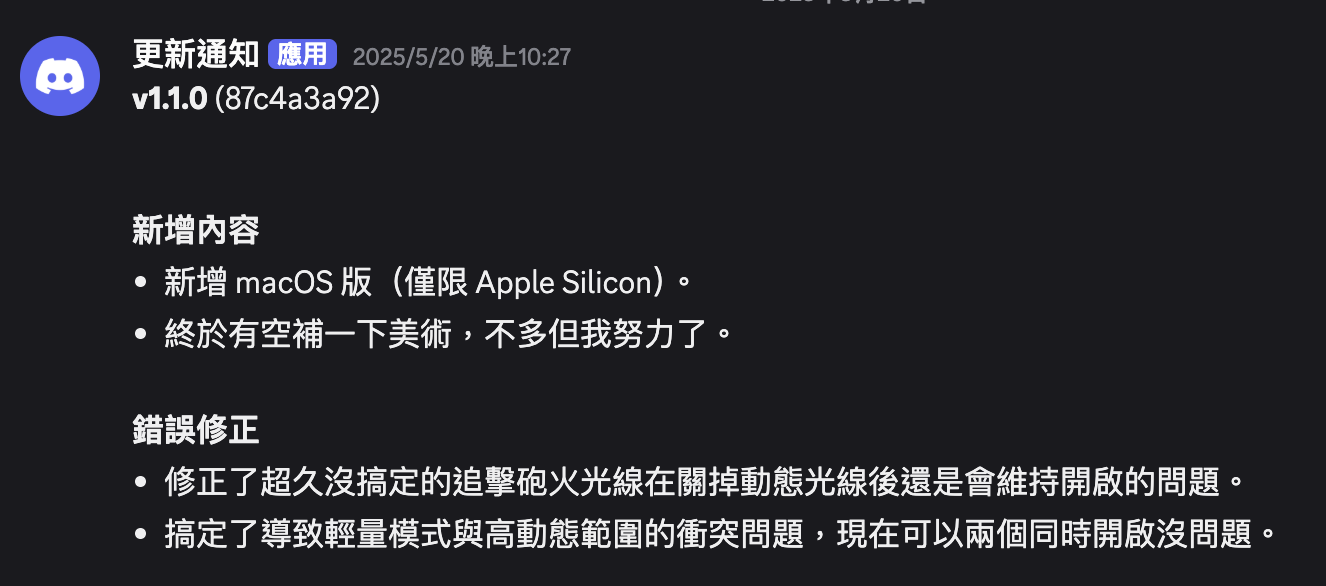 更新通知 應用 2025/5/20 晚上10:27
v1.1.0 (87c4a3a92)
新增內容
• 新增 macOS 版（僅限 Apple Silicon）。
• 終於有空補一下美術，不多但我努力了。
錯誤修正
• 修正了超久沒搞定的追擊砲火光線在關掉動態光線後還是會維持開啟的問題。
• 搞定了導致輕量模式與高動態範圍的衝突問題，現在可以兩個同時開啟沒問題。